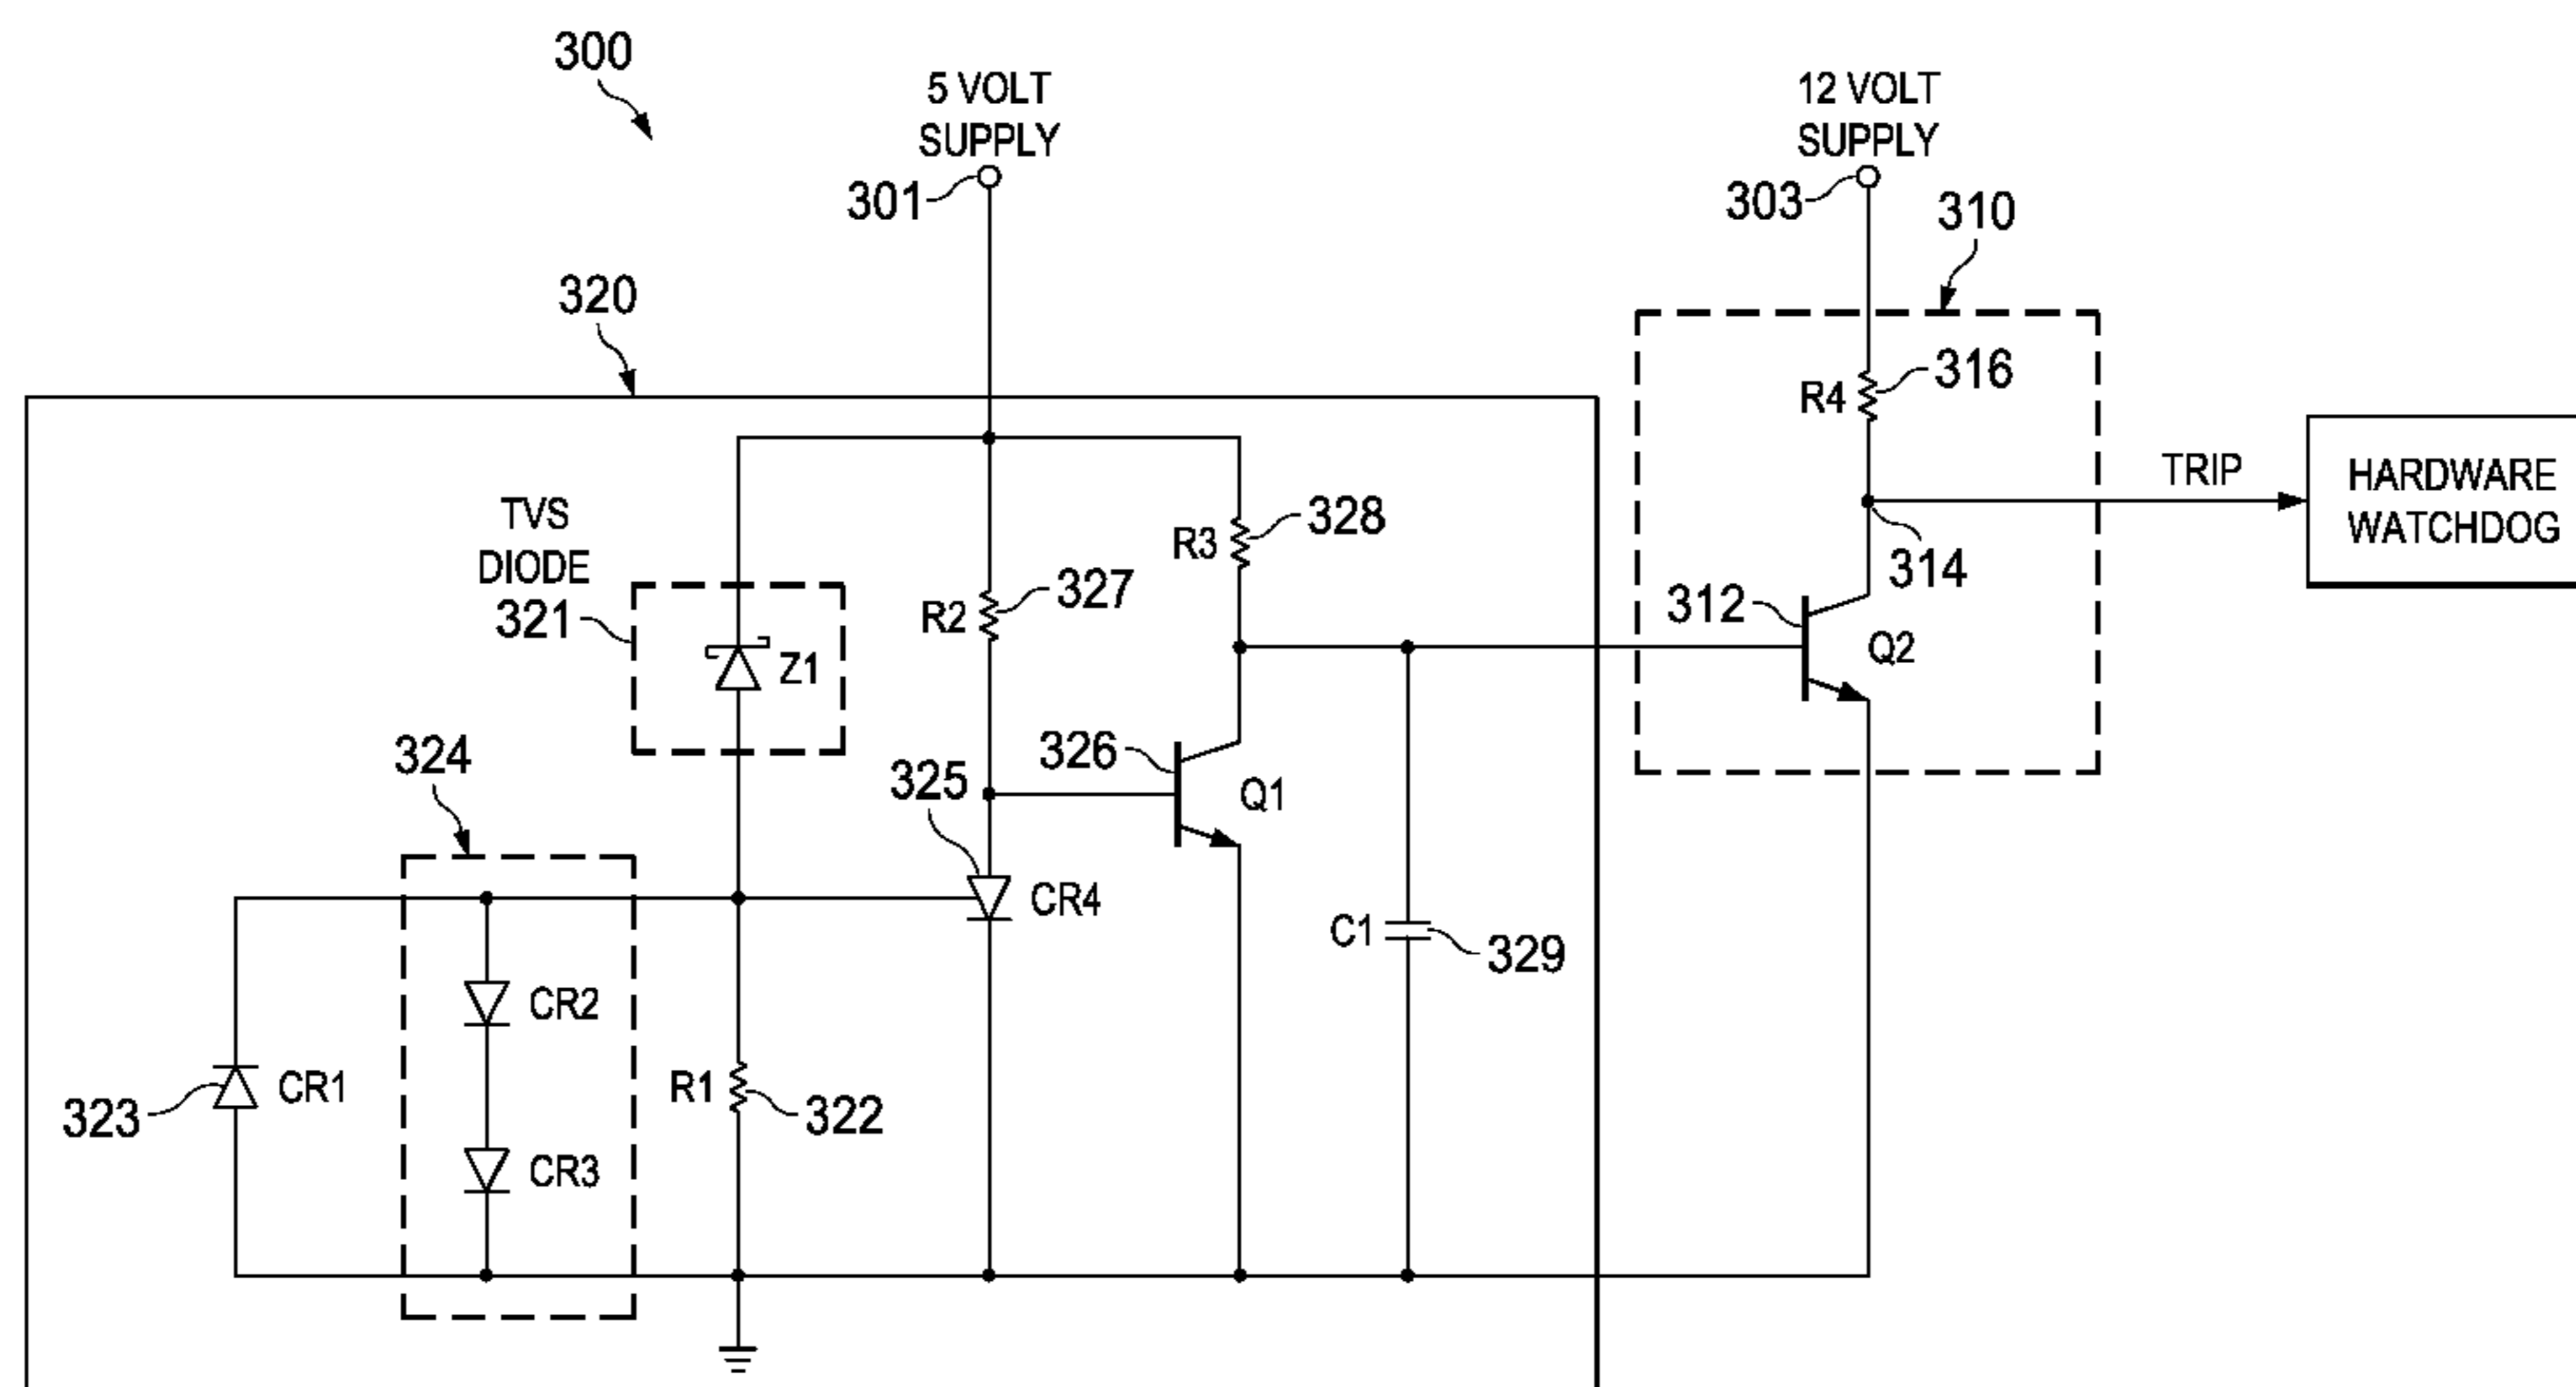 300
5 VOLT
SUPPLY
301
12 VOLT
SUPPLY
303
310
320
R4
316
TRIP
HARDWARE
WATCHDOG
TVS
DIODE
321
Z1
R2
327
R3
328
312
314
Q2
324
325
326
Q1
CR4
C1
329
CR2
323
CR1
R1
322
CR3